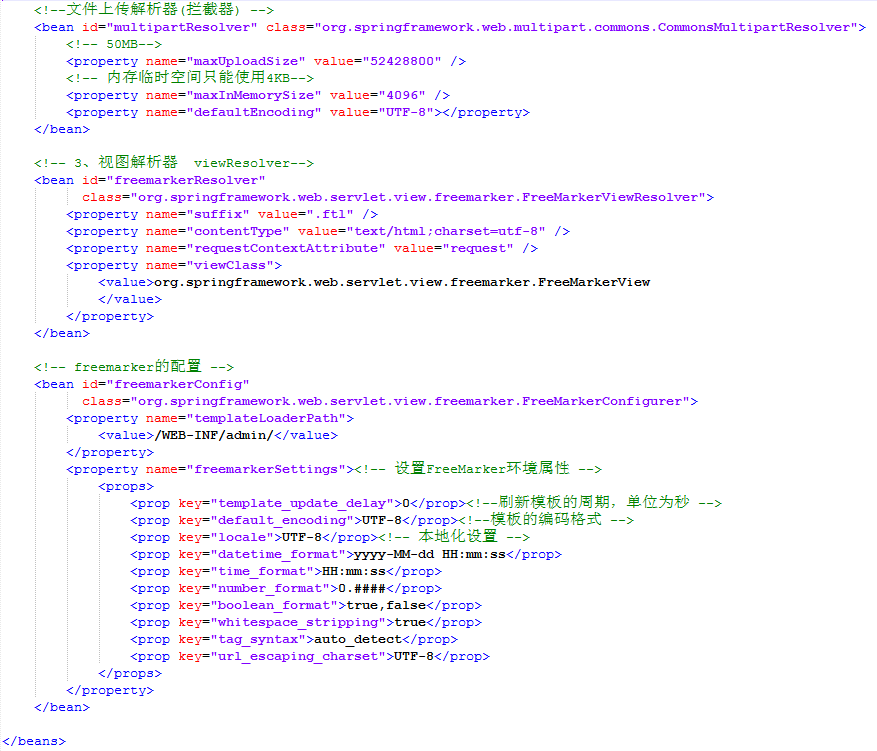 <!--文件上传解析器(拦截器) -->
<bean id="multipartResolver" class="org.springframework.web.multipart.commons.CommonsMultipartResolver">
<!-- 50MB-->
<property name="maxUploadSize" value="52428800" />
<!-- 内存临时空间只能使用4KB-->
<property name="maxInMemorySize" value="4096" />
<property name="defaultEncoding" value="UTF-8"></property>
</bean>
<!-- 3、视图解析器  viewResolver-->
<bean id="freemarkerResolver"
class="org.springframework.web.servlet.view.freemarker.FreeMarkerViewResolver">
<property name="suffix" value=".ftl" />
<property name="contentType" value="text/html;charset=utf-8" />
<property name="requestContextAttribute" value="request" />
<property name="viewClass">
<value>org.springframework.web.servlet.view.freemarker.FreeMarkerView
</value>
</property>
</bean>
<!-- freemarker的配置 -->
<bean id="freemarkerConfig"
class="org.springframework.web.servlet.view.freemarker.FreeMarkerConfigurer">
<property name="templateLoaderPath">
<value>/WEB-INF/admin/</value>
</property>
<property name="freemarkerSettings"><!-- 设置FreeMarker环境属性 -->
<props>
<prop key="template_update_delay">0</prop><!--刷新模板的周期，单位为秒 -->
<prop key="default_encoding">UTF-8</prop><!--模板的编码格式 -->
<prop key="locale">UTF-8</prop><!-- 本地化设置 -->
<prop key="datetime_format">yyyy-MM-dd HH:mm:ss</prop>
<prop key="time_format">HH:mm:ss</prop>
<prop key="number_format">0.####</prop>
<prop key="boolean_format">true,false</prop>
<prop key="whitespace_stripping">true</prop>
<prop key="tag_syntax">auto_detect</prop>
<prop key="url_escaping_charset">UTF-8</prop>
</props>
</property>
</bean>
</beans>